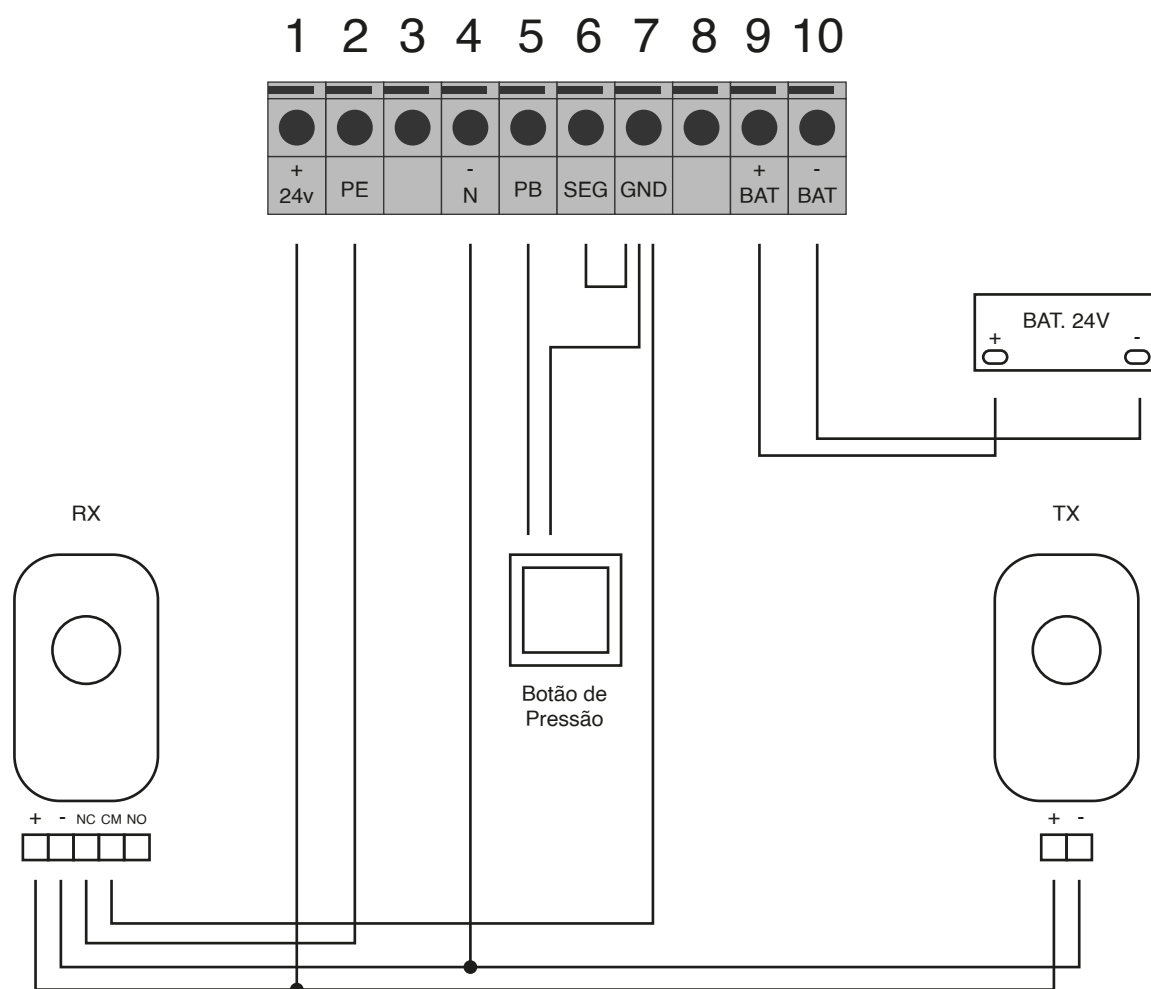 1 2 3 4 5 6 7 8 9 10
+ - + -
24v PE N PB SEG GND BAT BAT
BAT. 24V
+ -
RX
TX
Botão de
Pressão
+ - NC CM NO
+ -